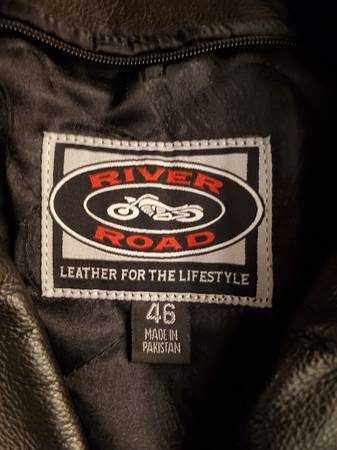 RIVER
ROAD
LEATHER FOR THE LIFESTYLE
46
MADE IN
PAKISTAN